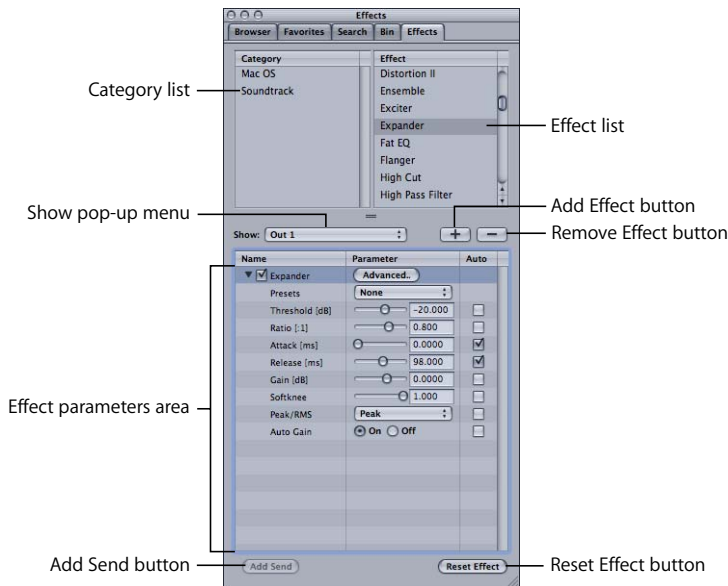 Effects
Browser Favorites Search Bin Effects
Category Effect
Mac OS Distortion II
Category list Soundtrack Ensemble
Exciter
Expander Effect list
Fat EQ
Flanger
High Cut
High Pass Filter
Show pop-up menu Add Effect button
Show: Out 1 + − Remove Effect button
Name Parameter Auto
Expander Advanced..
Presets None
Threshold [dB] -20.000
Ratio [:1] 0.800
Attack [ms] 0.0000
Release [ms] 98.000
Gain [dB] 0.0000
Softknee 1.000
Effect parameters area
Peak/RMS Peak
Auto Gain On Off
Add Send button Add Send Reset Effect Reset Effect button